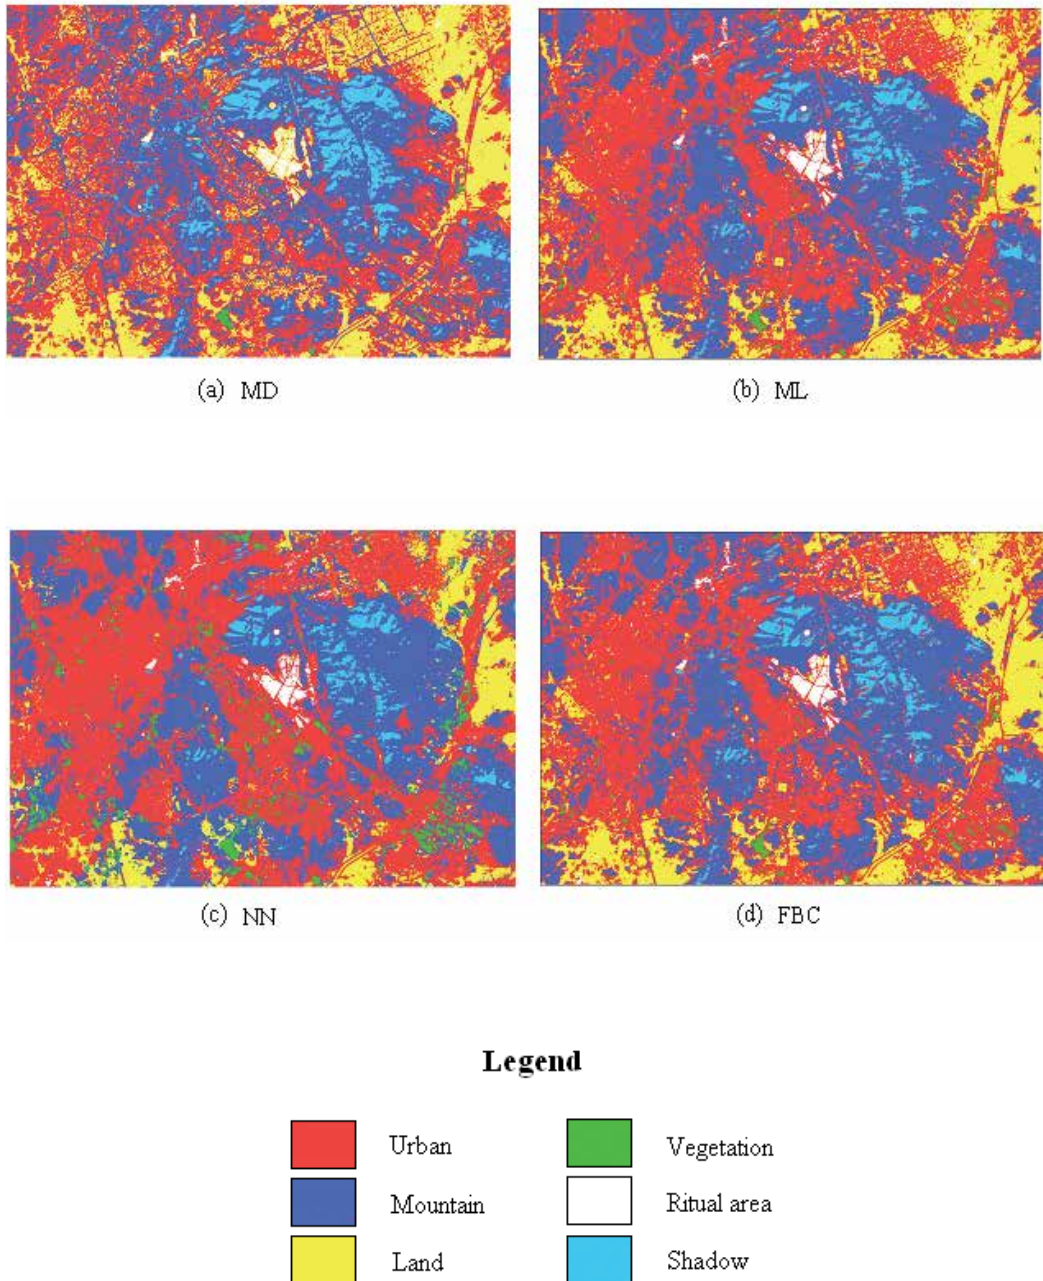 (a) MD
(b) ML
(c) NN
(d) FBC
Legend
Urban
Vegetation
Mountain
Ritual area
Land
Shadow